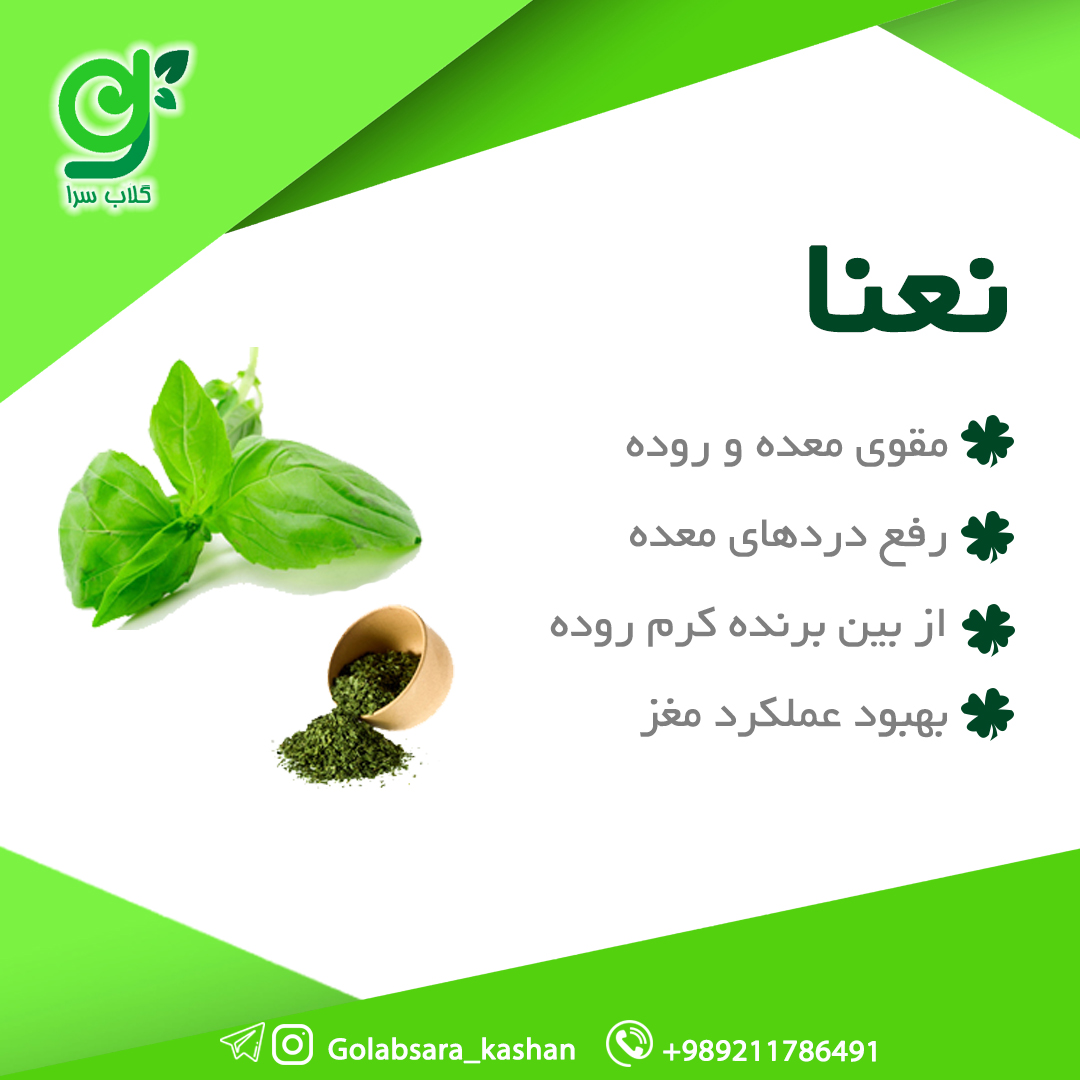 گلاب سرا
نعنا
مقوی معده و روده
رفع دردهای معده
از بین برنده کرم روده
بهبود عملکرد مغز
Golabsara_kashan
+989211786491